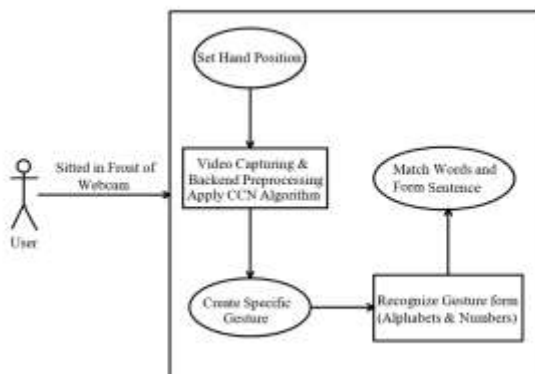 Set Hand Position
Sitted in Front of
Webcam
User
Video Capturing &
Backend Preprocessing
Apply CCN Algorithm
Match Words and
Form Sentence
Create Specific
Gesture
Recognize Gesture form
(Alphabets & Numbers)